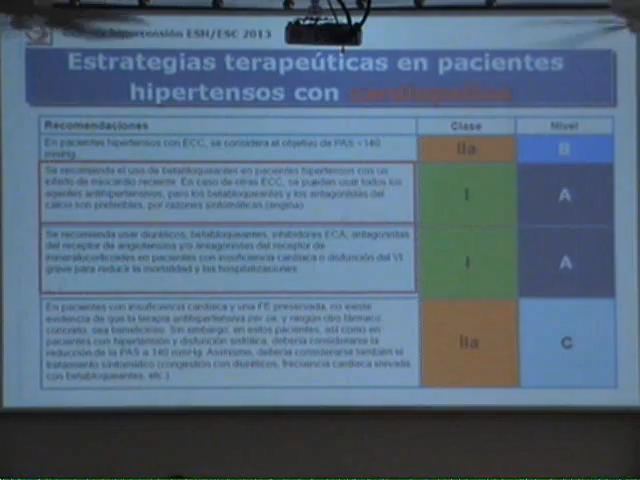 hipertensión ESH/ESC 2013
Estrategias terapeúticas en pacientes
hipertensos con cardiopatía
Recomendaciones Clase Nivel
En pacientes hipertensos con ECC, se considera el objetivo de PAS <140
mmHg
IIa B
Se recomienda el uso de betabloqueantes en pacientes hipertensos con un
infarto de miocardio reciente. En caso de otras ECC, se pueden usar todos los
agentes antihipertensivos, pero los betabloqueantes y los antagonistas del
calcio son preferibles, por razones sintomáticas (angina)
I A
Se recomienda usar diuréticos, betabloqueantes, inhibidores ECA, antagonistas
del receptor de angiotensina y/o antagonistas del receptor de
mineralocorticoides en pacientes con insuficiencia cardiaca o disfunción del VI
grave para reducir la mortalidad y las hospitalizaciones
I A
En pacientes con insuficiencia cardiaca y una FE preservada, no existe
evidencia de que la terapia antihipertensiva per se, y ningún otro fármaco
concreto, sea beneficioso. Sin embargo, en estos pacientes, así como en
pacientes con hipertensión y disfunción sistólica, debería considerarse la
reducción de la PAS a 140 mmHg. Asimismo, debería considerarse también el
tratamiento sintomático (congestión con diuréticos, frecuencia cardiaca elevada
con betabloqueantes, etc.)
IIa C